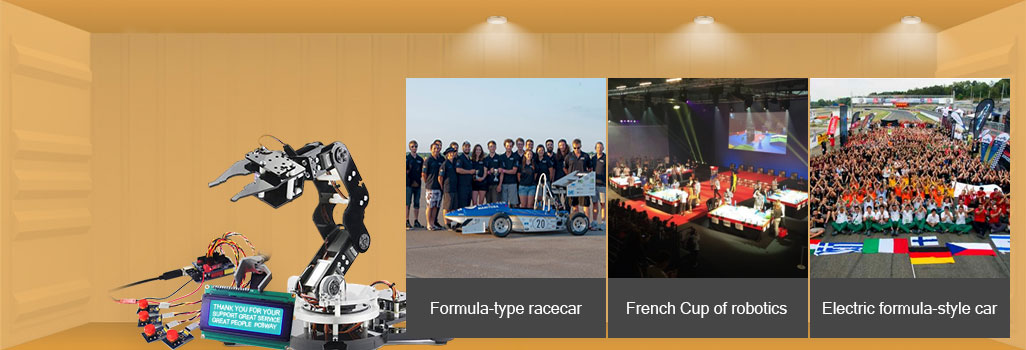 THANK YOU FOR YOUR
SUPPORT GREAT SERVICE
GREAT PEOPLE #PCBWAY
20
Formula-type racecar
French Cup of robotics
Electric formula-style car